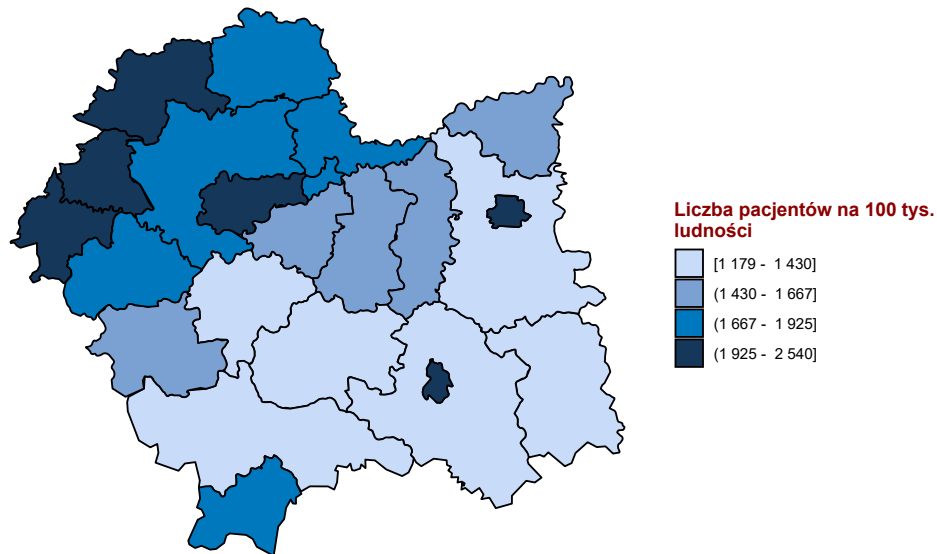 Liczba pacjentów na 100 tys.
ludności
[1 179 - 1 430]
(1 430 - 1 667]
(1 667 - 1 925]
(1 925 - 2 540]